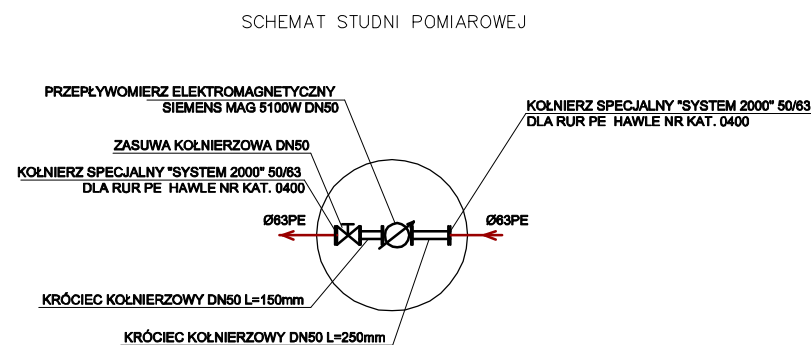 SCHEMAT STUDNI POMIAROWEJ
PRZEPŁYWOMIERZ ELEKTROMAGNETYCZNY
SIEMENS MAG 5100W DN50
KOŁNIERZ SPECJALNY "SYSTEM 2000" 50/63
DLA RUR PE HAWLE NR KAT. 0400
ZASUWA KOŁNIERZOWA DN50
KOŁNIERZ SPECJALNY "SYSTEM 2000" 50/63
DLA RUR PE HAWLE NR KAT. 0400
Ø63PE
Ø63PE
KRÓCIEC KOŁNIERZOWY DN50 L=150mm
KRÓCIEC KOŁNIERZOWY DN50 L=250mm